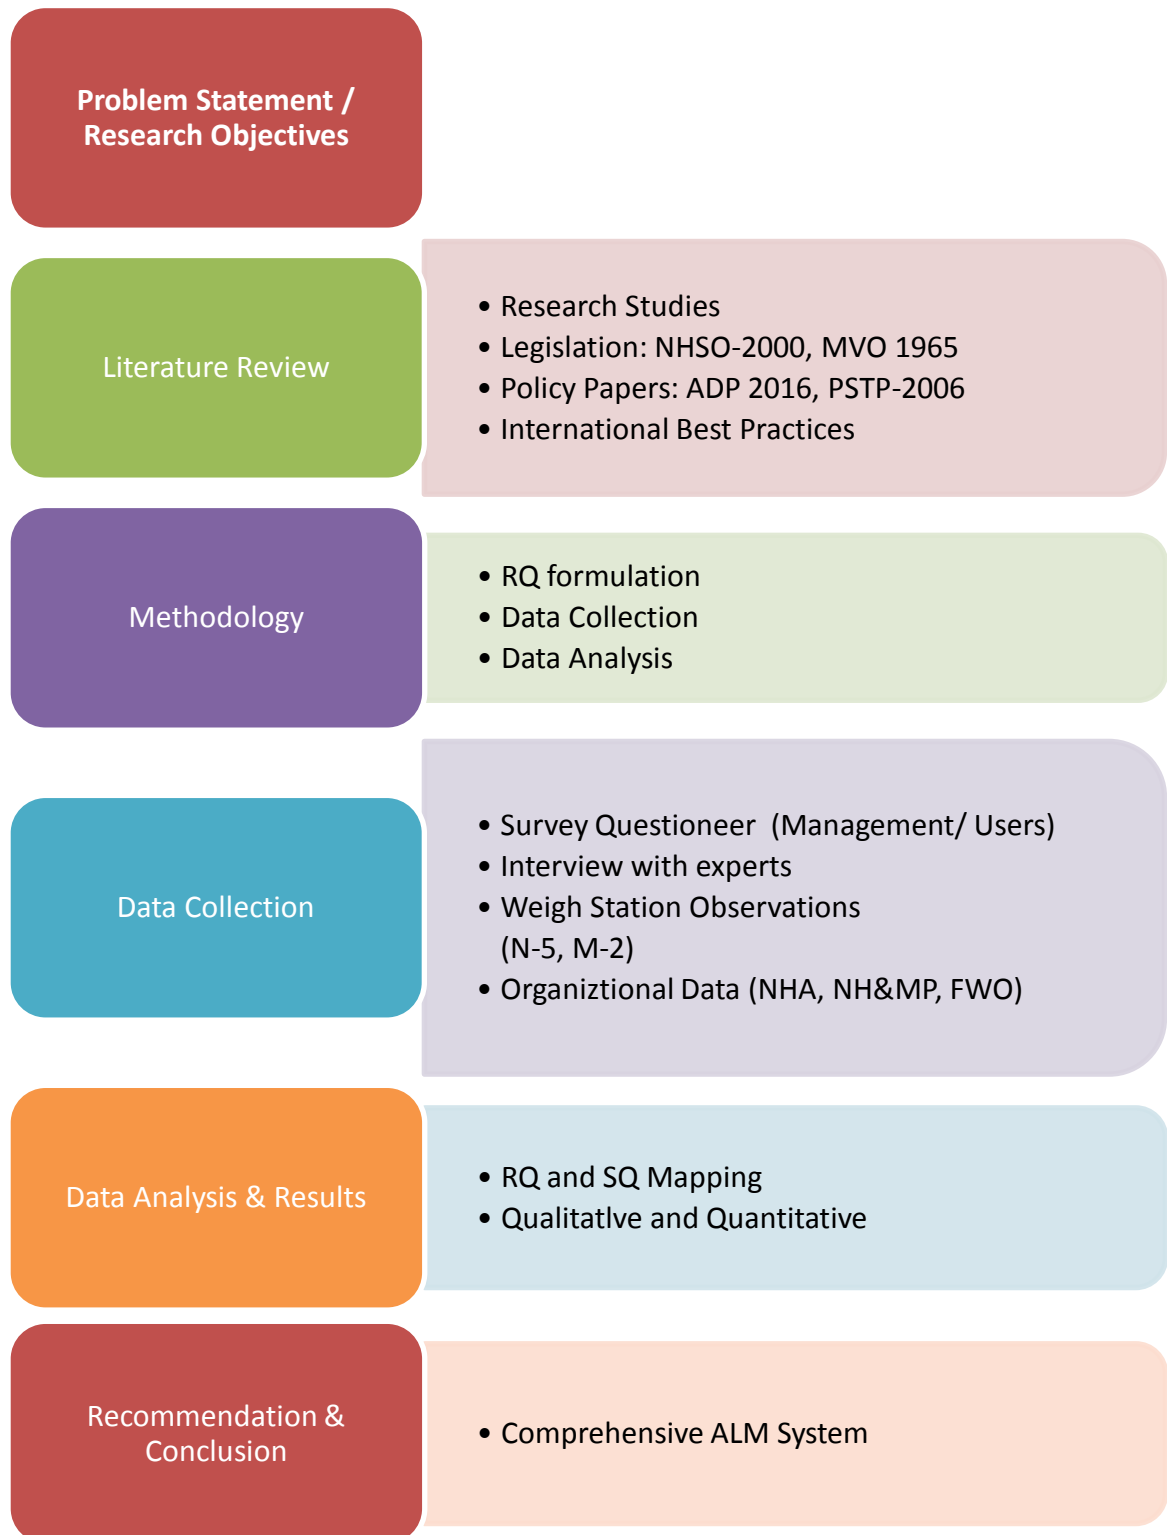 Problem Statement /
Research Objectives
Literature Review
• Research Studies
• Legislation: NHSO-2000, MVO 1965
• Policy Papers: ADP 2016, PSTP-2006
• International Best Practices
Methodology
• RQ formulation
• Data Collection
• Data Analysis
Data Collection
• Survey Questioneer (Management/ Users)
• Interview with experts
• Weigh Station Observations
(N-5, M-2)
• Organiztional Data (NHA, NH&MP, FWO)
Data Analysis & Results
• RQ and SQ Mapping
• Qualitatlve and Quantitative
Recommendation &
Conclusion
• Comprehensive ALM System